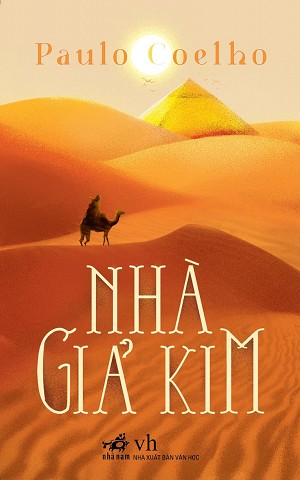 Paulo Coelho
NHÀ
GIẢ KIM
nhã nam
vh
NHÀ XUẤT BẢN VĂN HỌC